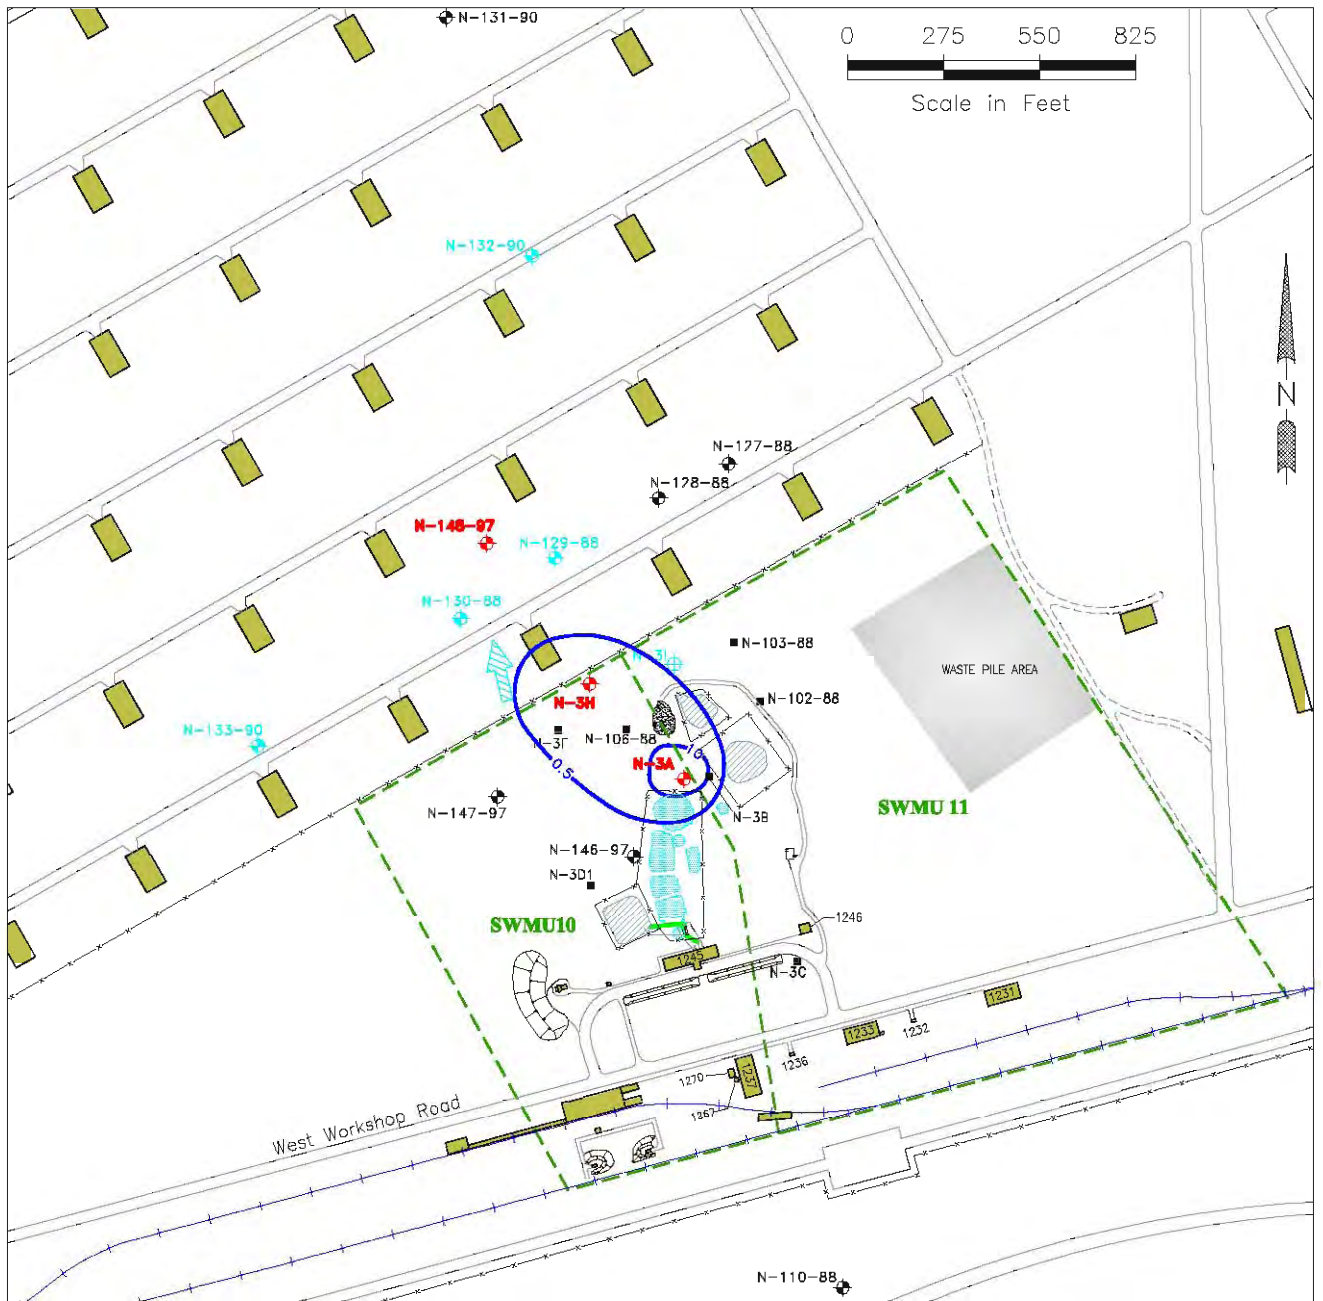 N-131-90
0 275 550 825
Scale in Feet
N-132-90
N
N-127-88
N-128-88
N-148-97
N-129-88
N-130-88
N-103-88
N-3I
WASTE PILE AREA
N-3H
N-102-88
N-133-90
N-3F
N-106-88
10
N-3A
0.5
SWMU 11
N-147-97
N-3B
N-146-97
N-3D1
1246
SWMU10
1245
N-3C
1231
1233
1232
1236
1270
1237
1267
West Workshop Road
N-110-88